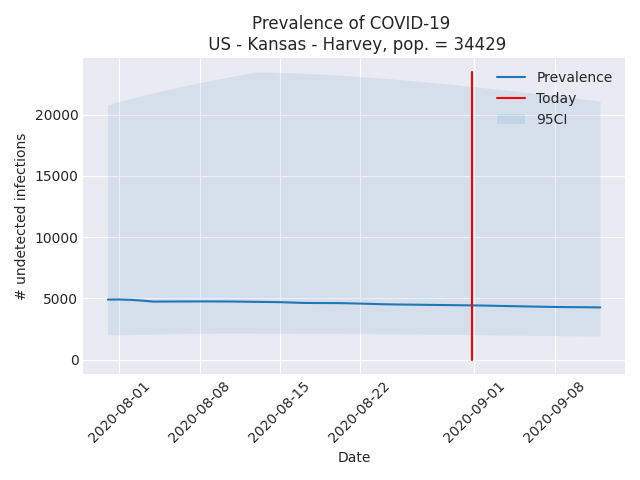 Prevalence of COVID-19
US - Kansas - Harvey, pop. = 34429
Prevalence
Today
95CI
# undetected infections
20000
15000
10000
5000
0
2020-08-01
2020-08-08
2020-08-15
2020-08-22
2020-09-01
2020-09-08
Date